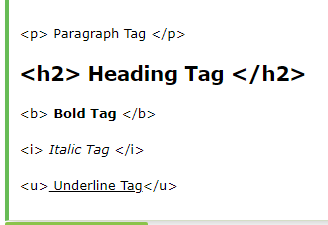 <p> Paragraph Tag </p>
<h2> Heading Tag </h2>
<b> Bold Tag </b>
<i> Italic Tag </i>
<u> Underline Tag</u>